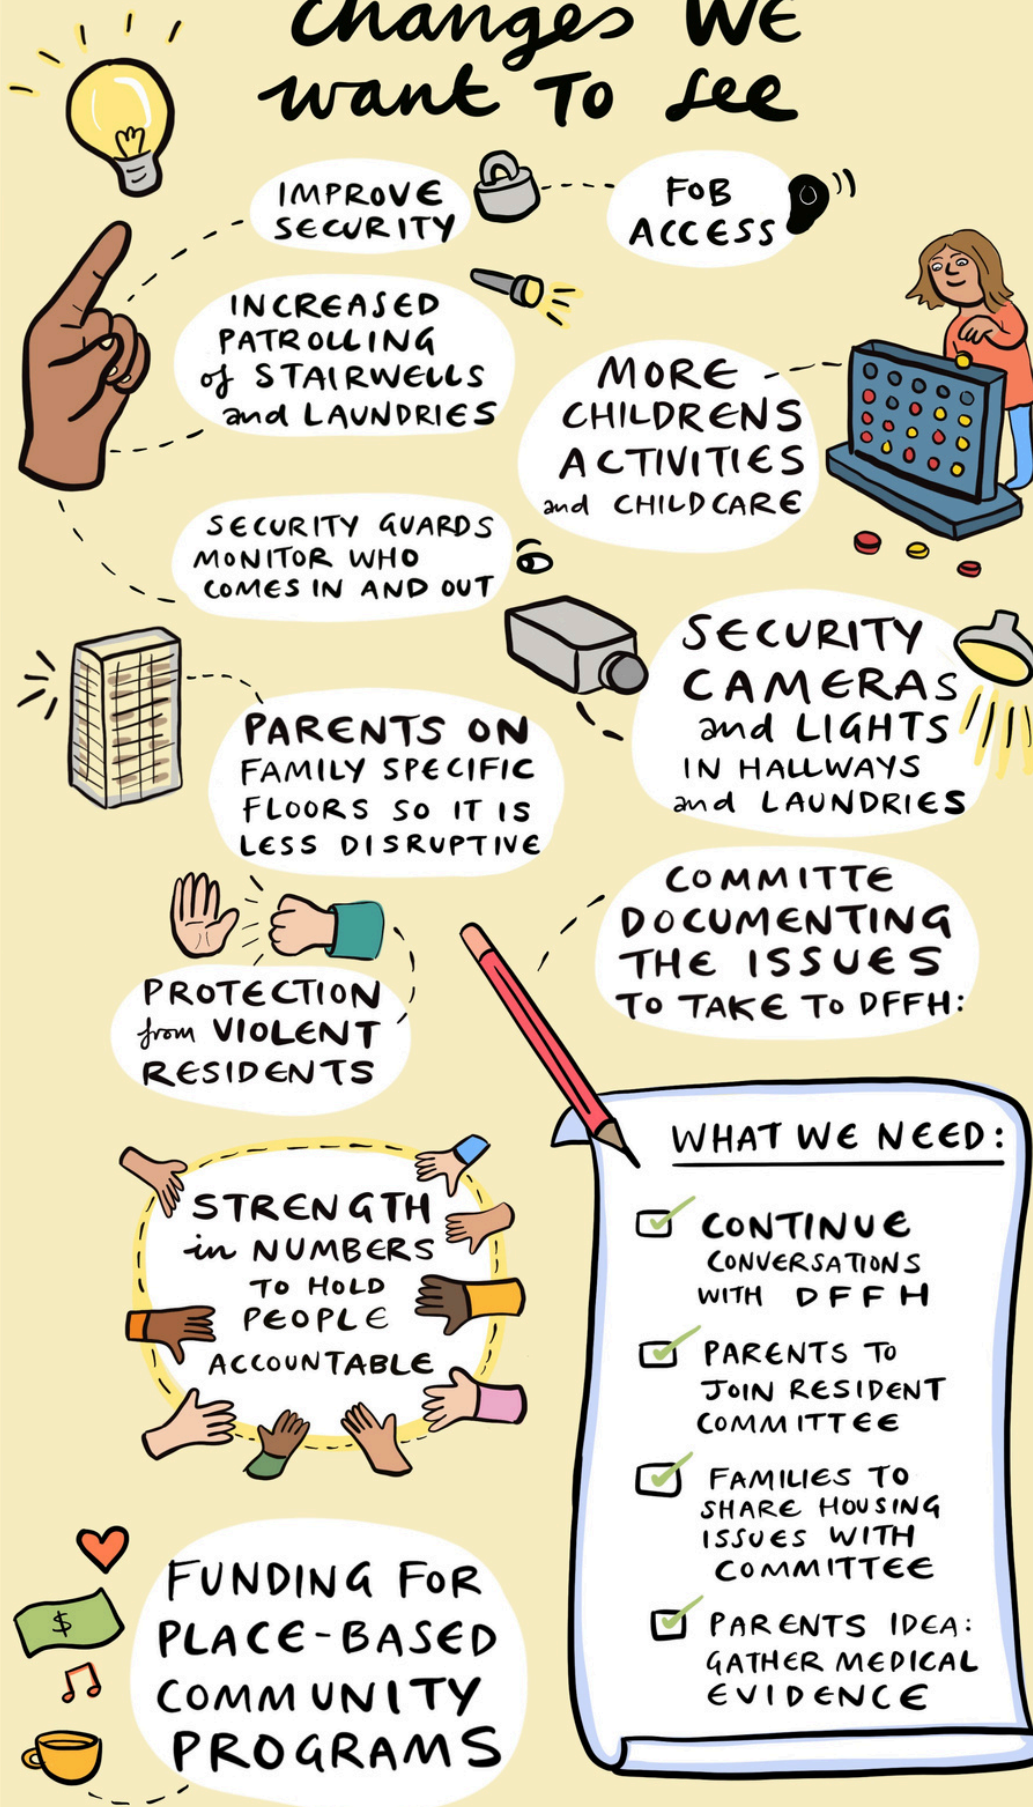 changes WE
want To see
IMPROVE
SECURITY
FOB
ACCESS
INCREASED
PATROLLING
of STAIRWELLS
and LAUNDRIES
MORE
CHILDRENS
ACTIVITIES
and CHILDCARE
SECURITY GUARDS
MONITOR WHO
COMES IN AND OUT
SECURITY
CAMERAS
and LIGHTS
IN HALLWAYS
and LAUNDRIES
PARENTS ON
FAMILY SPECIFIC
FLOORS SO IT IS
LESS DISRUPTIVE
COMMITTE
DOCUMENTING
THE ISSUES
TO TAKE TO DFFH:
PROTECTION
from VIOLENT
RESIDENTS
WHAT WE NEED:
CONTINUE
CONVERSATIONS
WITH DFFH
PARENTS TO
JOIN RESIDENT
COMMITTEE
FAMILIES TO
SHARE HOUSING
ISSUES WITH
COMMITTEE
PARENTS IDEA:
GATHER MEDICAL
EVIDENCE
STRENGTH
in NUMBERS
TO HOLD
PEOPLE
ACCOUNTABLE
FUNDING FOR
PLACE-BASED
COMMUNITY
PROGRAMS
$